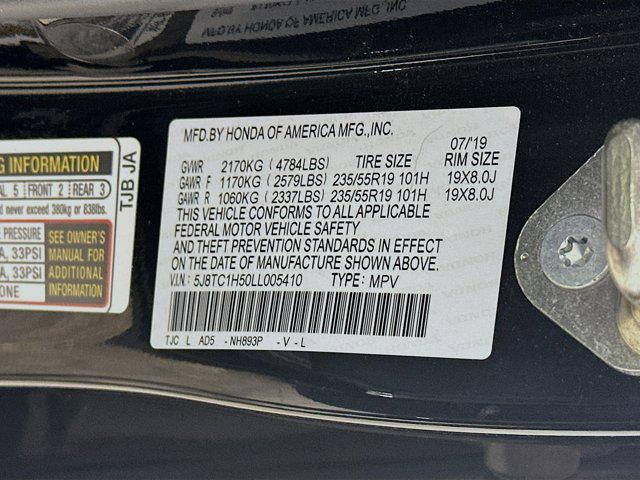 MFD.BY HONDA OF AMERICA MFG.,INC.
07/'19
GVWR 2170KG (4784LBS) TIRE SIZE RIM SIZE
GAWR F 1170KG (2579LBS) 235/55R19 101H 19X8.0J
GAWR R 1060KG (2337LBS) 235/55R19 101H 19X8.0J
THIS VEHICLE CONFORMS TO ALL APPLICABLE
FEDERAL MOTOR VEHICLE SAFETY
AND THEFT PREVENTION STANDARDS IN EFFECT
ON THE DATE OF MANUFACTURE SHOWN ABOVE.
V.I.N: 5J8TC1H50LL005410 TYPE: MPV
TJC L AD5 -NH893P -V-L
INFORMATION
5 FRONT 2 REAR 3
never exceed 380kg or 838lbs.
PRESSURE
33PSI
33PSI
SEE OWNER'S
MANUAL FOR
ADDITIONAL
INFORMATION
TJB JA